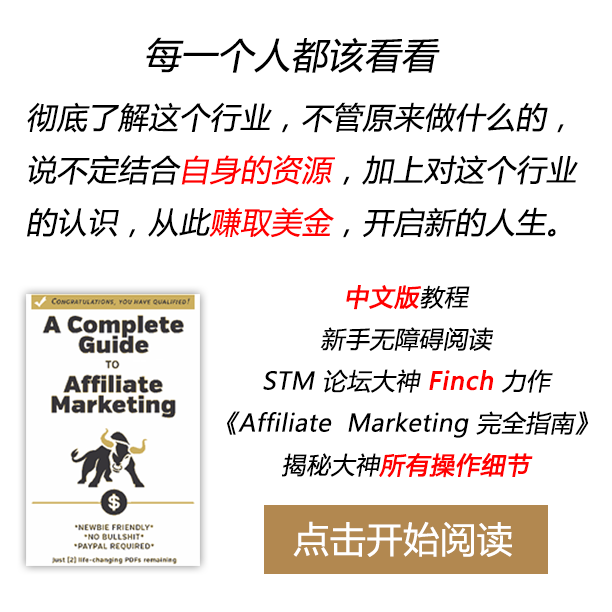 每一个人都该看看
彻底了解这个行业，不管原来做什么的，
说不定结合自身的资源，加上对这个行业
的认识，从此赚取美金，开启新的人生。
CONGRATULATIONS, YOU HAVE QUALIFIED!
A Complete
Guide
TO
Affiliate
Marketing
$
*NEWBIE FRIENDLY*
*NO BULLSHIT*
*PAYPAL REQUIRED*
Just [2] life-changing PDFs remaining
中文版教程
新手无障碍阅读
STM 论坛大神 Finch 力作
《Affiliate Marketing 完全指南》
揭秘大神所有操作细节
点击开始阅读